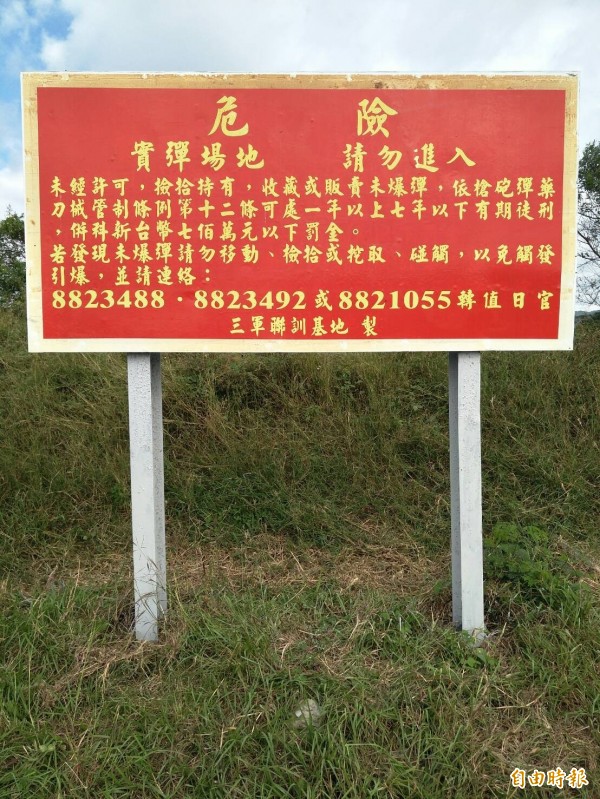 危險
實彈場地 請勿進入
未經許可，撿拾持有，收藏或販賣未爆彈，依槍砲彈藥
刀械管制條例第十二條可處一年以上七年以下有期徒刑
，併科新台幣七佰萬元以下罰金。
若發現未爆彈請勿移動、撿拾或挖取、碰觸，以免觸發
引爆，並請連絡：
8823488．8823492或8821055轉值日官
三軍聯訓基地 製
自由時報